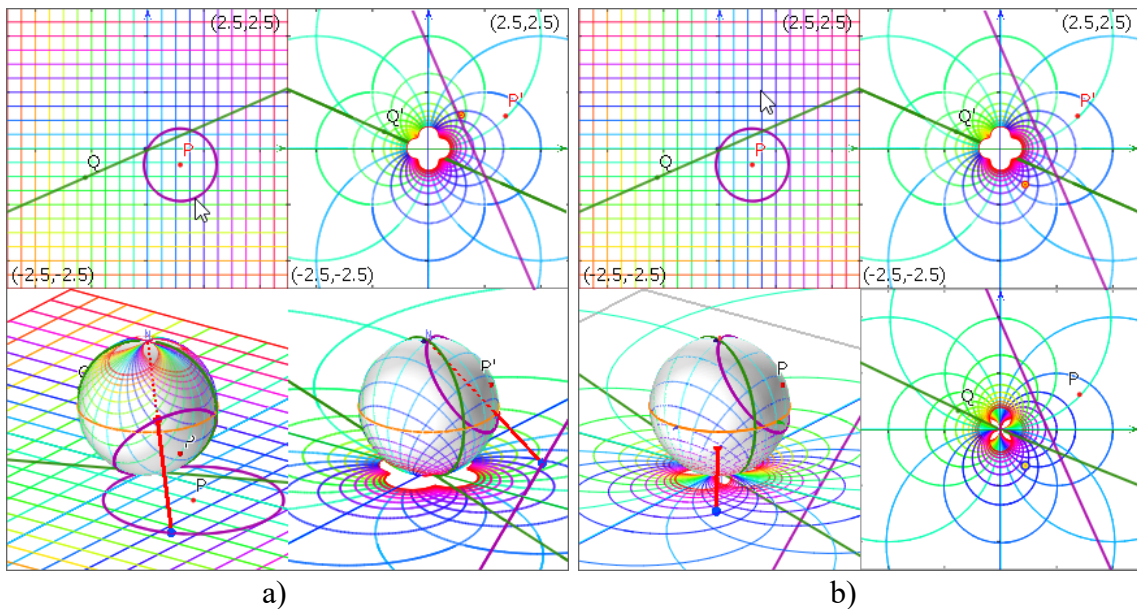 (2.5,2.5)
(2.5,2.5)
Q
P
Q'
P'
(-2.5,-2.5)
(-2.5,-2.5)
N
Q
P
N
P'
a)
(2.5,2.5)
(2.5,2.5)
Q
P
Q'
P'
(-2.5,-2.5)
(-2.5,-2.5)
P
Q
P
b)